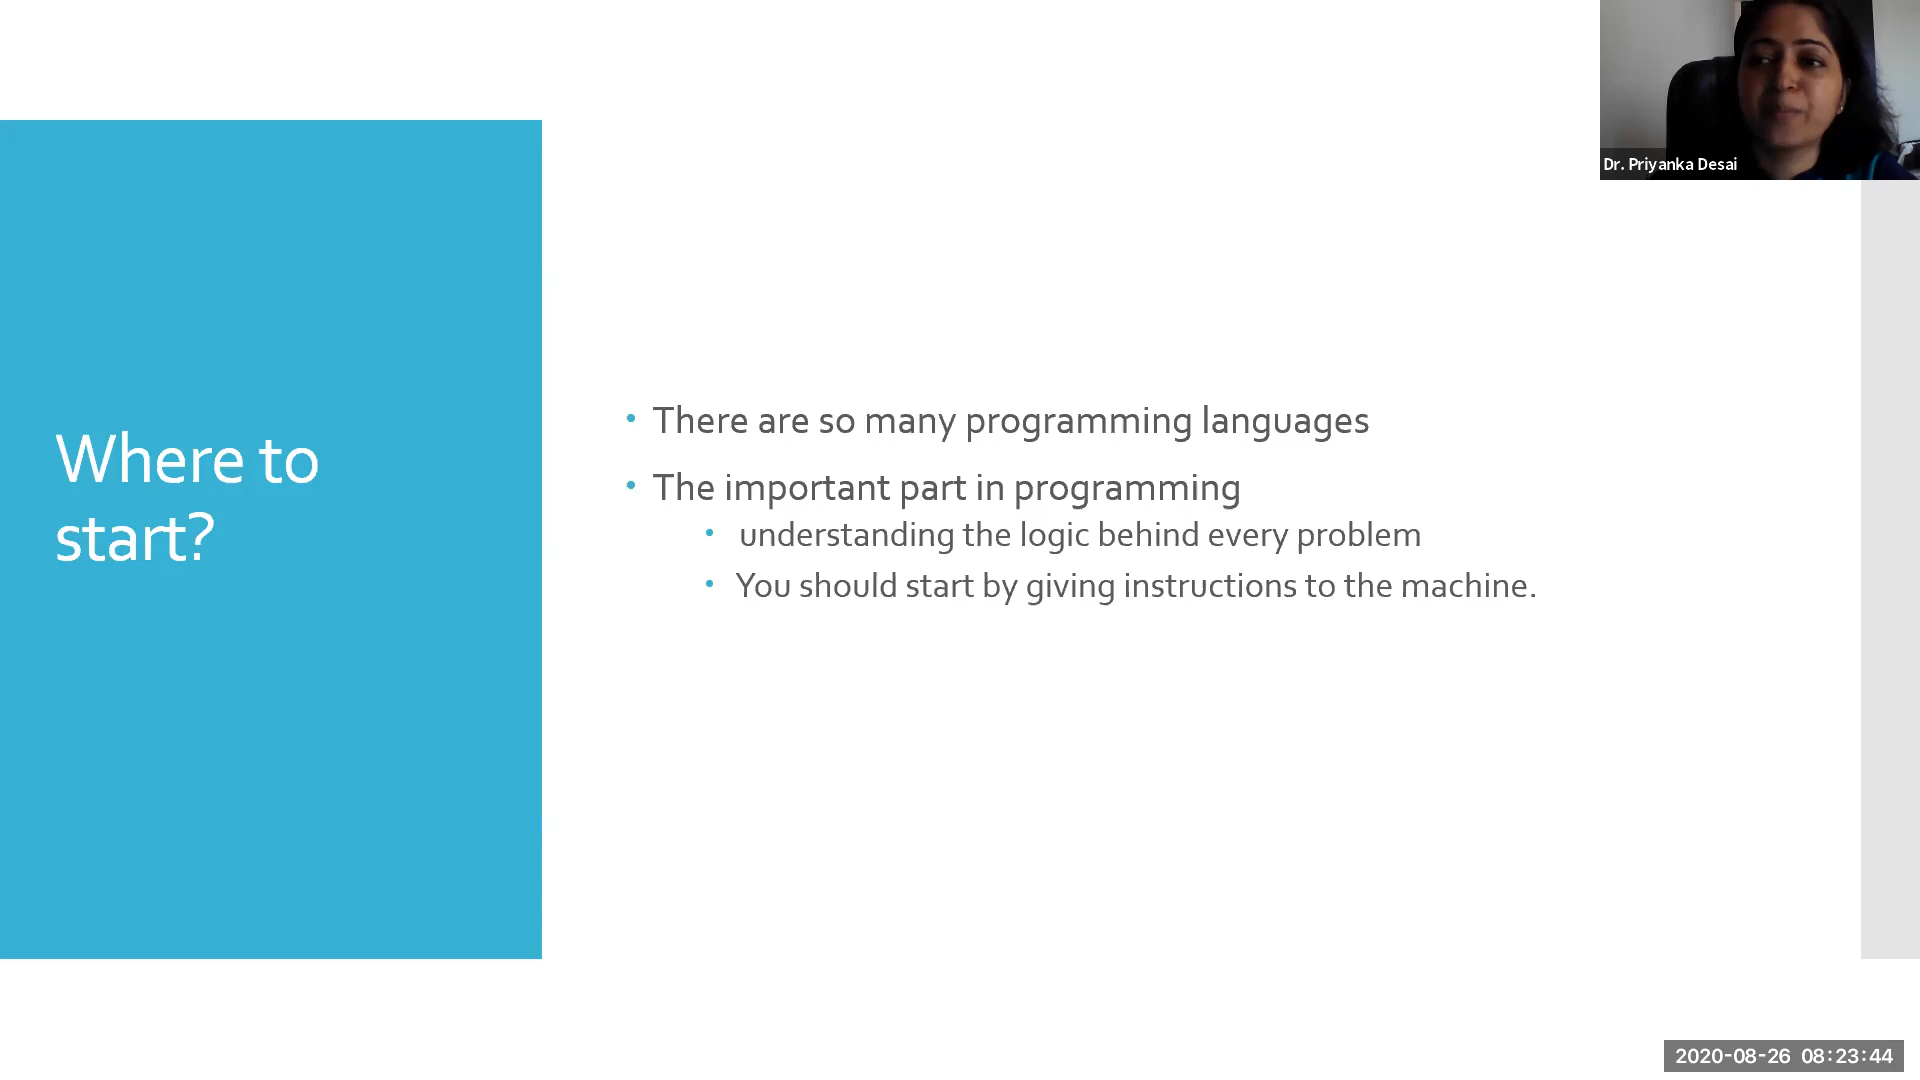 Dr. Priyanka Desai
Where to
start?
• There are so many programming languages
• The important part in programming
• understanding the logic behind every problem
• You should start by giving instructions to the machine.
2020-08-26 08:23:44